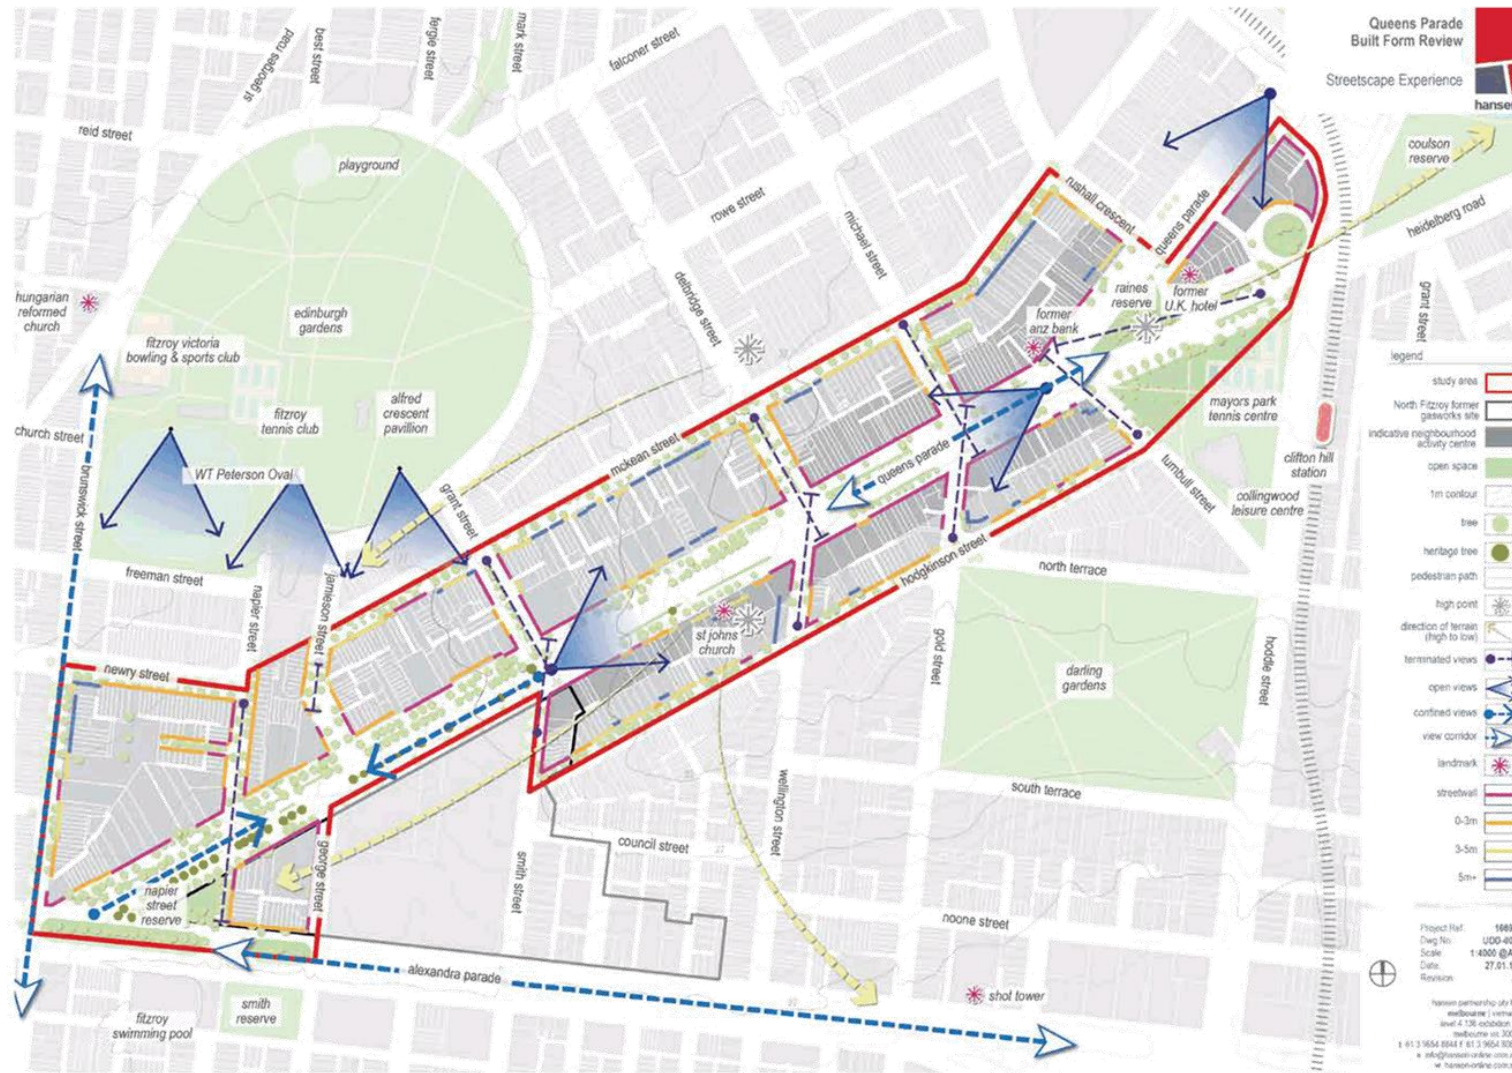 Queens Parade
Built Form Review
Streetscape Experience
mark street
fergie street
best street
st georges road
falconer street
reid street
playground
coulson
reserve
rushall crescent
rowe street
michael street
queens parade
heidelberg road
delbridge street
hungarian
reformed
church
edinburgh
gardens
raines
reserve
former
U.K. hotel
grant street
former
anz bank
fitzroy victoria
bowling & sports club
legend
study area
North Fitzroy former
gasworks site
indicative neighbourhood
activity centre
open space
1m contour
tree
heritage tree
pedestrian path
high point
direction of terrain
(high to low)
terminated views
open views
confined views
view corridor
landmark
streetwall
0-3m
3-5m
5m+
alfred
crescent
pavilion
fitzroy
tennis club
mayors park
tennis centre
church street
mckean street
queens parade
clifton hill
station
WT Peterson Oval
turnbull street
brunswick street
grant street
collingwood
leisure centre
freeman street
hodgkinson street
north terrace
napier street
jamieson street
st johns
church
gold street
hoddle street
newry street
darling
gardens
wellington street
south terrace
council street
george street
smith street
napier
street
reserve
noone street
alexandra parade
shot tower
smith
reserve
fitzroy
swimming pool
Project Ref:
Dwg No.
Scale
Date.
Revision